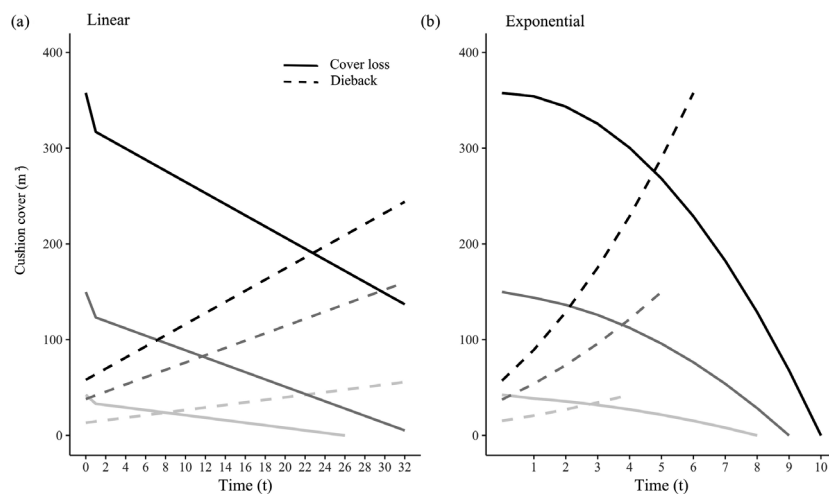 (a) Linear
(b) Exponential
Cover loss
Dieback
Cushion cover (m²)
400
300
200
100
0
0 2 4 6 8 10 12 14 16 18 20 22 24 26 28 30 32
Time (t)
400
300
200
100
0
1 2 3 4 5 6 7 8 9 10
Time (t)